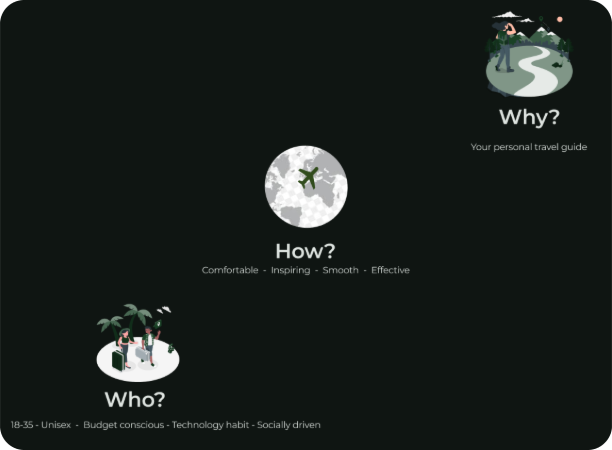 Why?
Your personal travel guide
How?
Comfortable - Inspiring - Smooth - Effective
Who?
18-35 - Unisex - Budget conscious - Technology habit - Socially driven